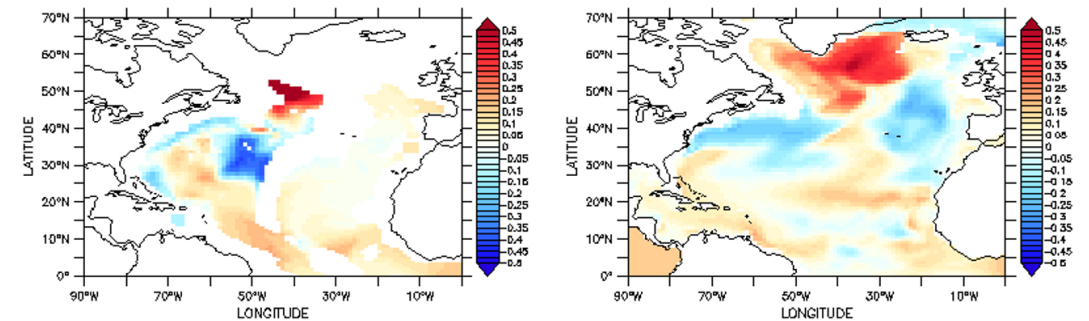 70°N
60°N
50°N
40°N
30°N
20°N
10°N
0°
LATITUDE
90°W 70°W 50°W 30°W 10°W
LONGITUDE
0.5
0.45
0.4
0.35
0.3
0.25
0.2
0.15
0.1
0.05
0
-0.05
-0.1
-0.15
-0.2
-0.25
-0.3
-0.35
-0.4
-0.45
-0.5
70°N
60°N
50°N
40°N
30°N
20°N
10°N
0°
LATITUDE
90°W 70°W 50°W 30°W 10°W
LONGITUDE
0.5
0.45
0.4
0.35
0.3
0.25
0.2
0.15
0.1
0.05
0
-0.05
-0.1
-0.15
-0.2
-0.25
-0.3
-0.35
-0.4
-0.45
-0.5